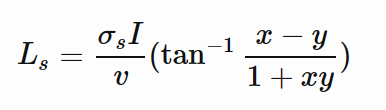 L_s = \frac{\sigma_s I}{v} (\tan^{-1} \frac{x - y}{1 + xy})